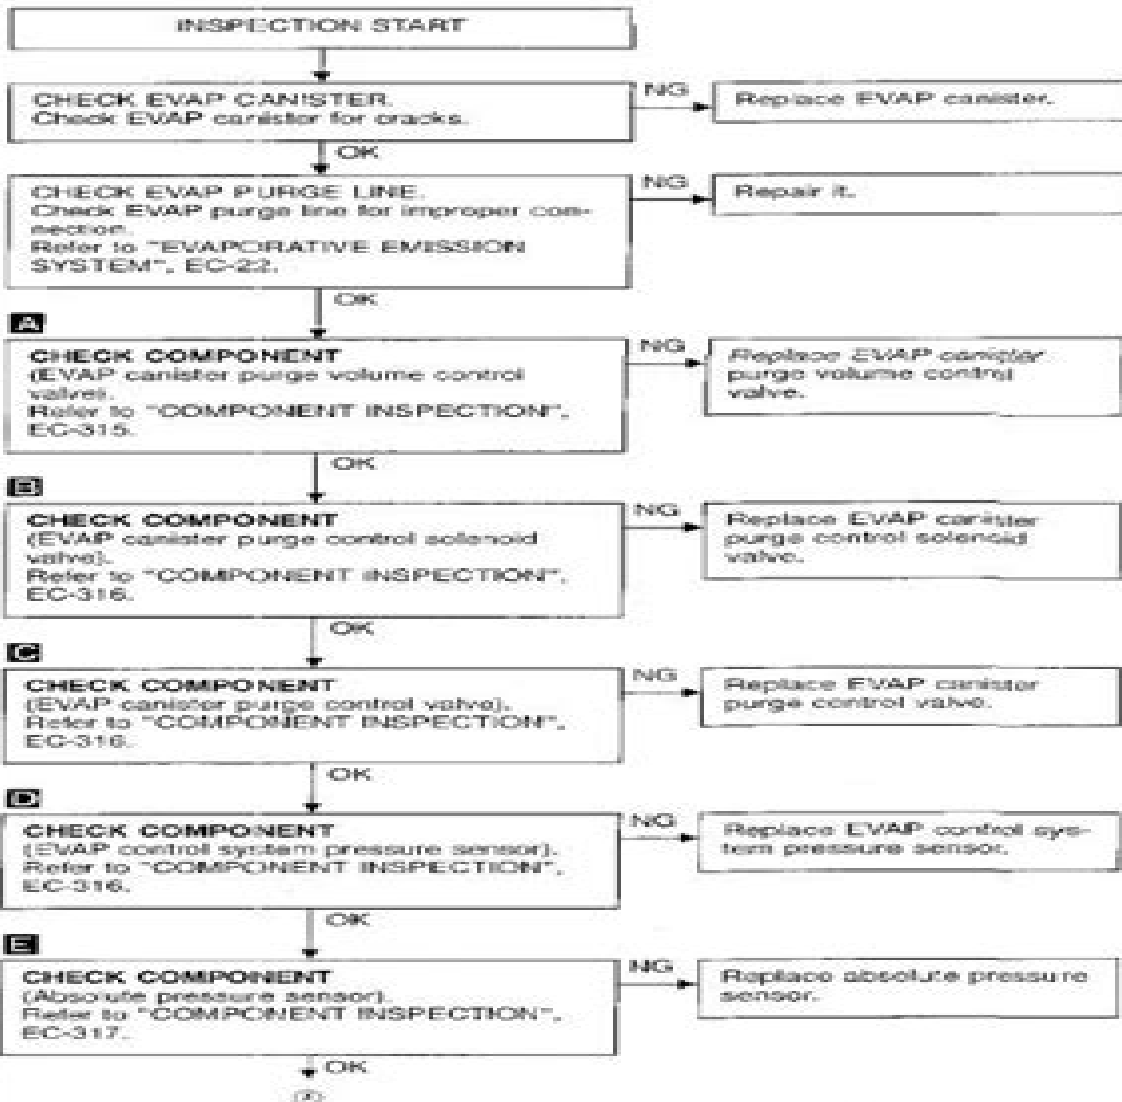 INSPECTION START
CHECK EVAP CANISTER.
Check EVAP canister for cracks.
NG
Replace EVAP canister.
OK
CHECK EVAP PURGE LINE.
Check EVAP purge line for improper con-
nection.
Refer to "EVAPORATIVE EMISSION
SYSTEM", EC-22.
NG
Repair it.
OK
A
CHECK COMPONENT
(EVAP canister purge volume control
valve).
Refer to "COMPONENT INSPECTION",
EC-315.
NG
Replace EVAP canister
purge volume control
valve.
OK
B
CHECK COMPONENT
(EVAP canister purge control solenoid
valve).
Refer to "COMPONENT INSPECTION",
EC-316.
NG
Replace EVAP canister
purge control solenoid
valve.
OK
C
CHECK COMPONENT
(EVAP canister purge control valve).
Refer to "COMPONENT INSPECTION",
EC-316.
NG
Replace EVAP canister
purge control valve.
OK
D
CHECK COMPONENT
(EVAP control system pressure sensor).
Refer to "COMPONENT INSPECTION",
EC-316.
NG
Replace EVAP control sys-
tem pressure sensor.
OK
E
CHECK COMPONENT
(Absolute pressure sensor).
Refer to "COMPONENT INSPECTION",
EC-317.
NG
Replace absolute pressure
sensor.
OK